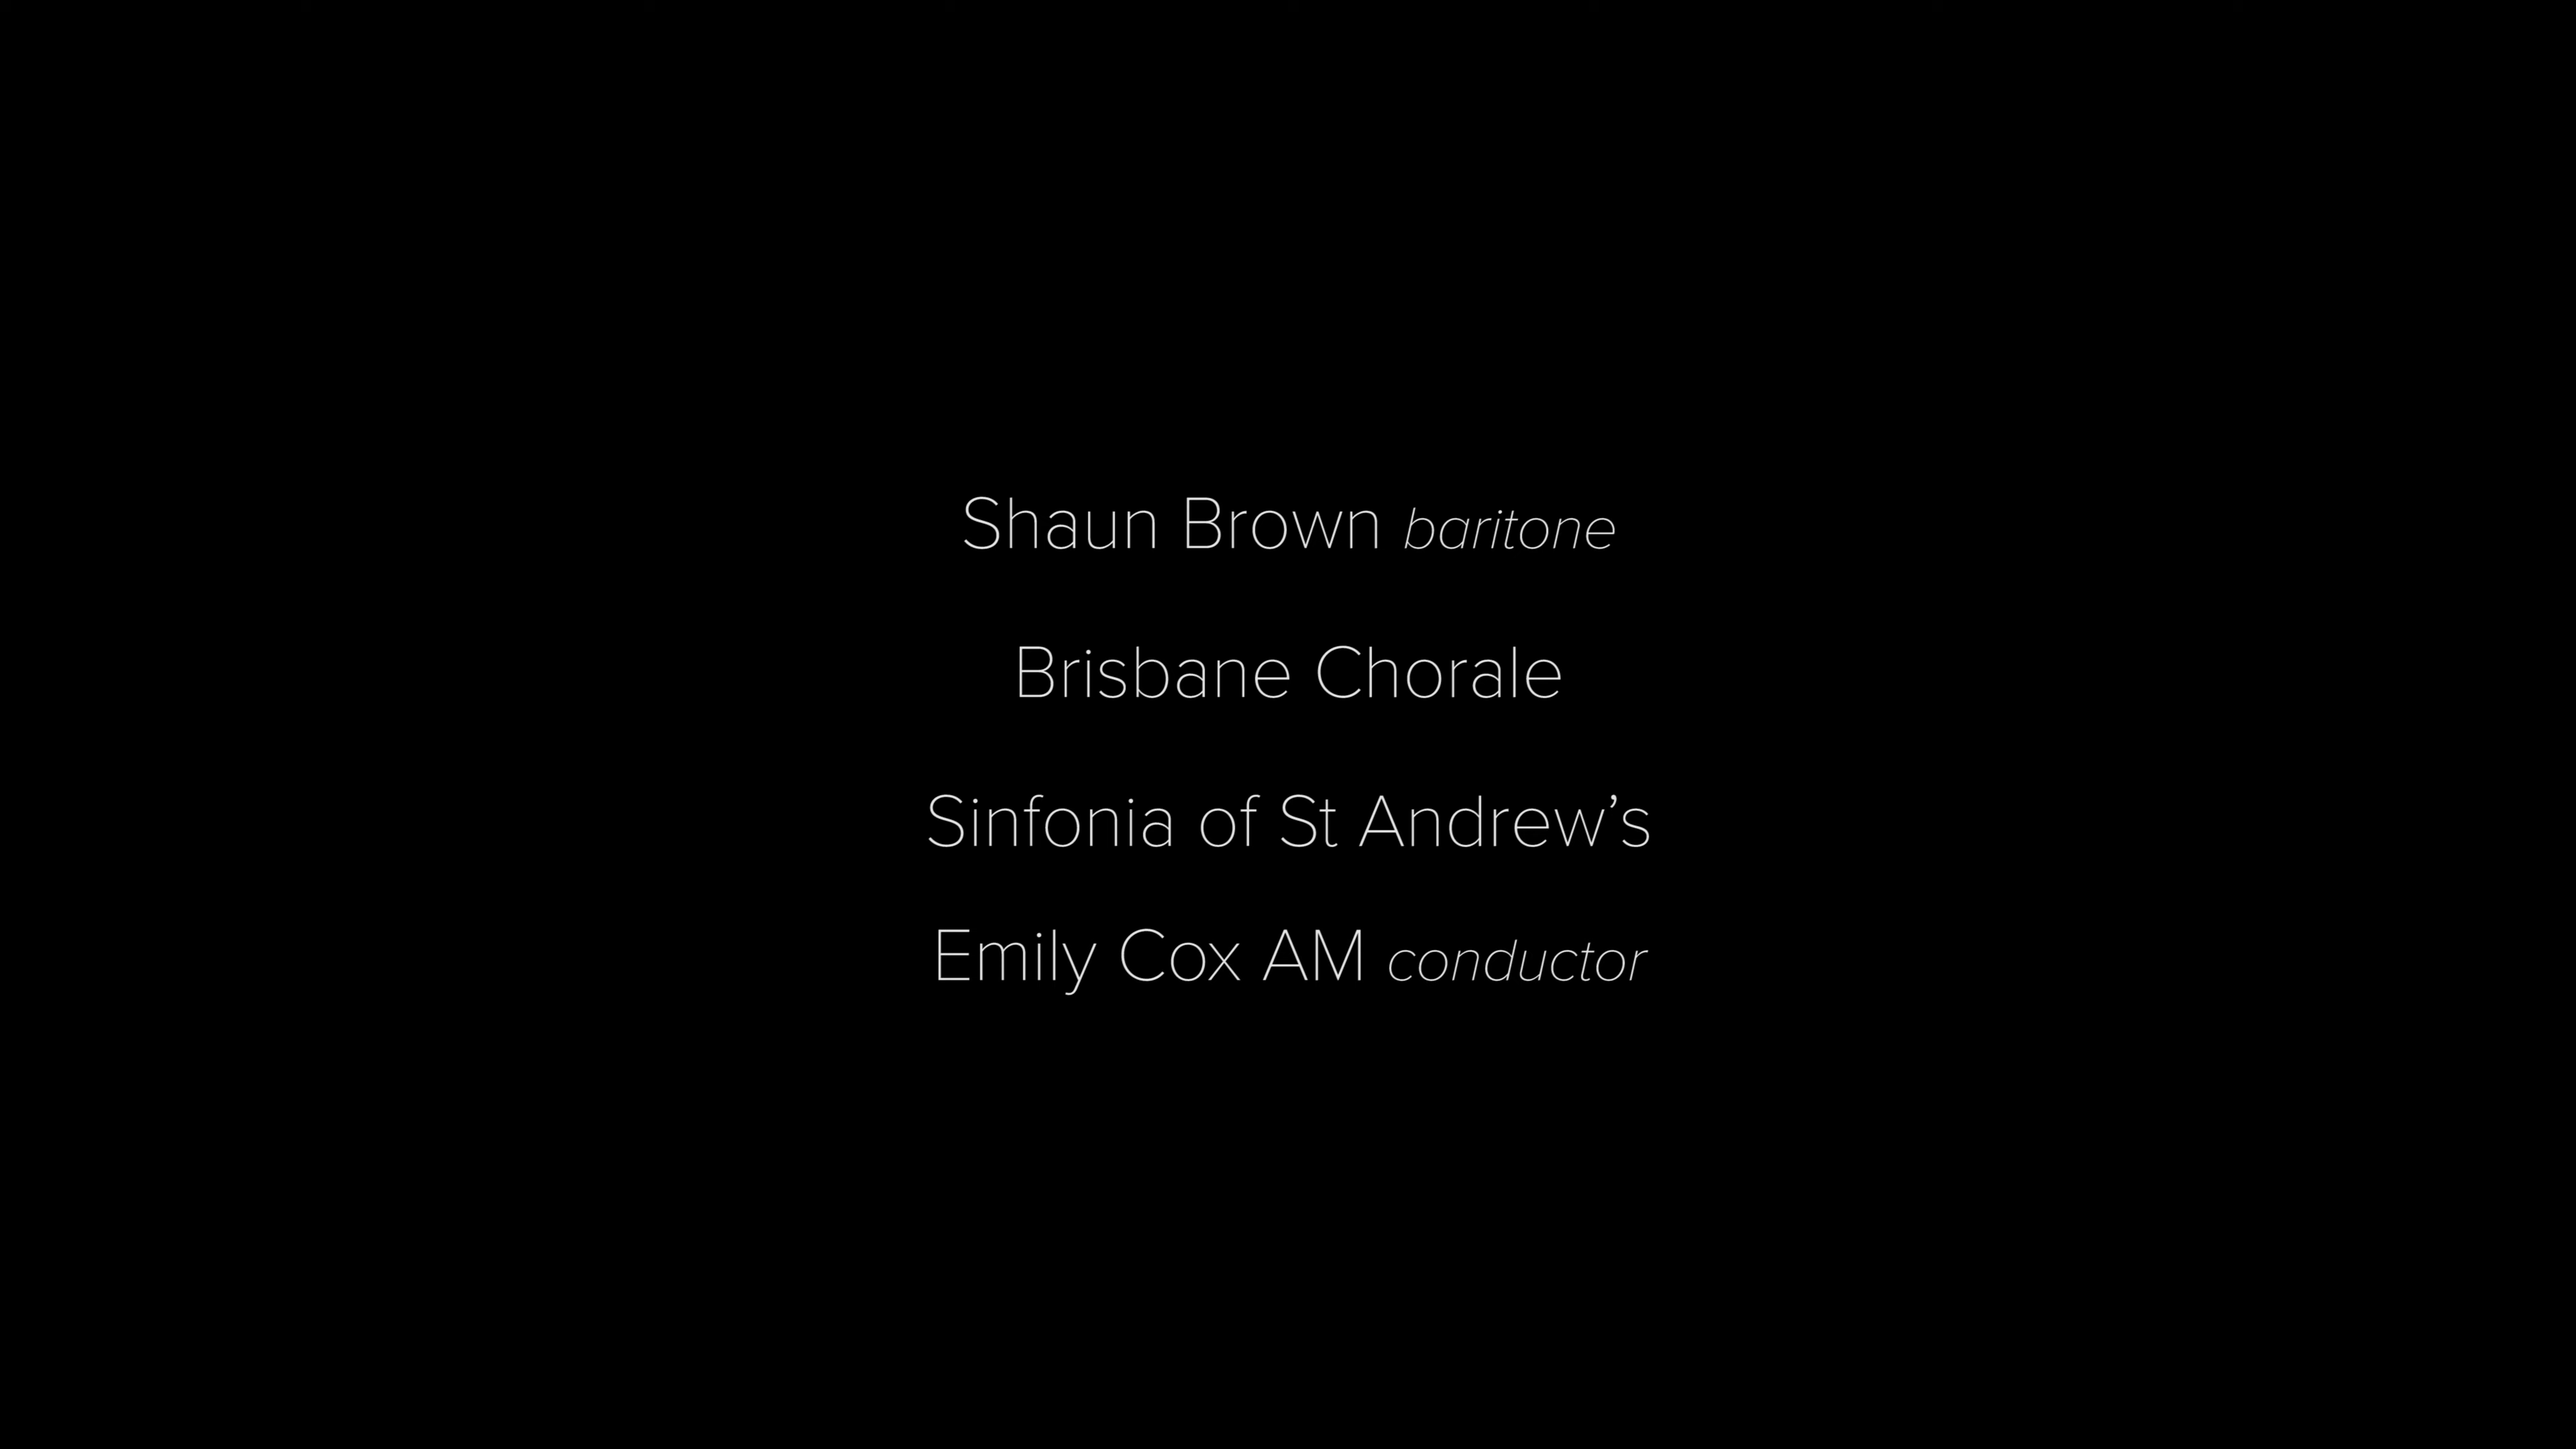 Shaun Brown baritone
Brisbane Chorale
Sinfonia of St Andrew’s
Emily Cox AM conductor